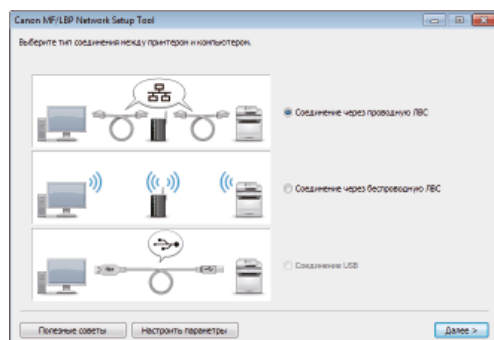 Canon MF/LBP Network Setup Tool
Выберите тип соединения между принтером и компьютером.
Соединение через проводную ЛВС
Соединение через беспроводную ЛВС
Соединение USB
Полезные советы
Настроить параметры
Далее >